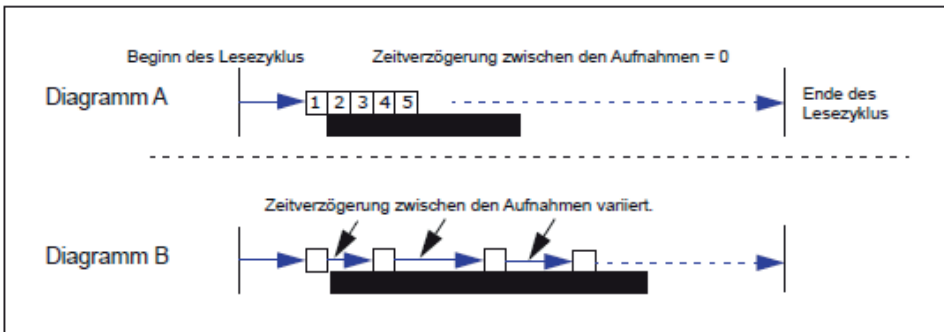 Beginn des Lesezyklus
Zeitverzögerung zwischen den Aufnahmen = 0
Diagramm A
1 2 3 4 5
Ende des
Lesezyklus
Zeitverzögerung zwischen den Aufnahmen variiert.
Diagramm B